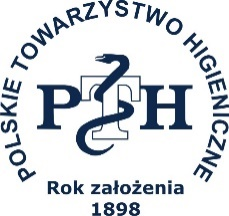 POLSKIE TOWARZYSTWO HIGIENICZNE
PTH
Rok założenia
1898